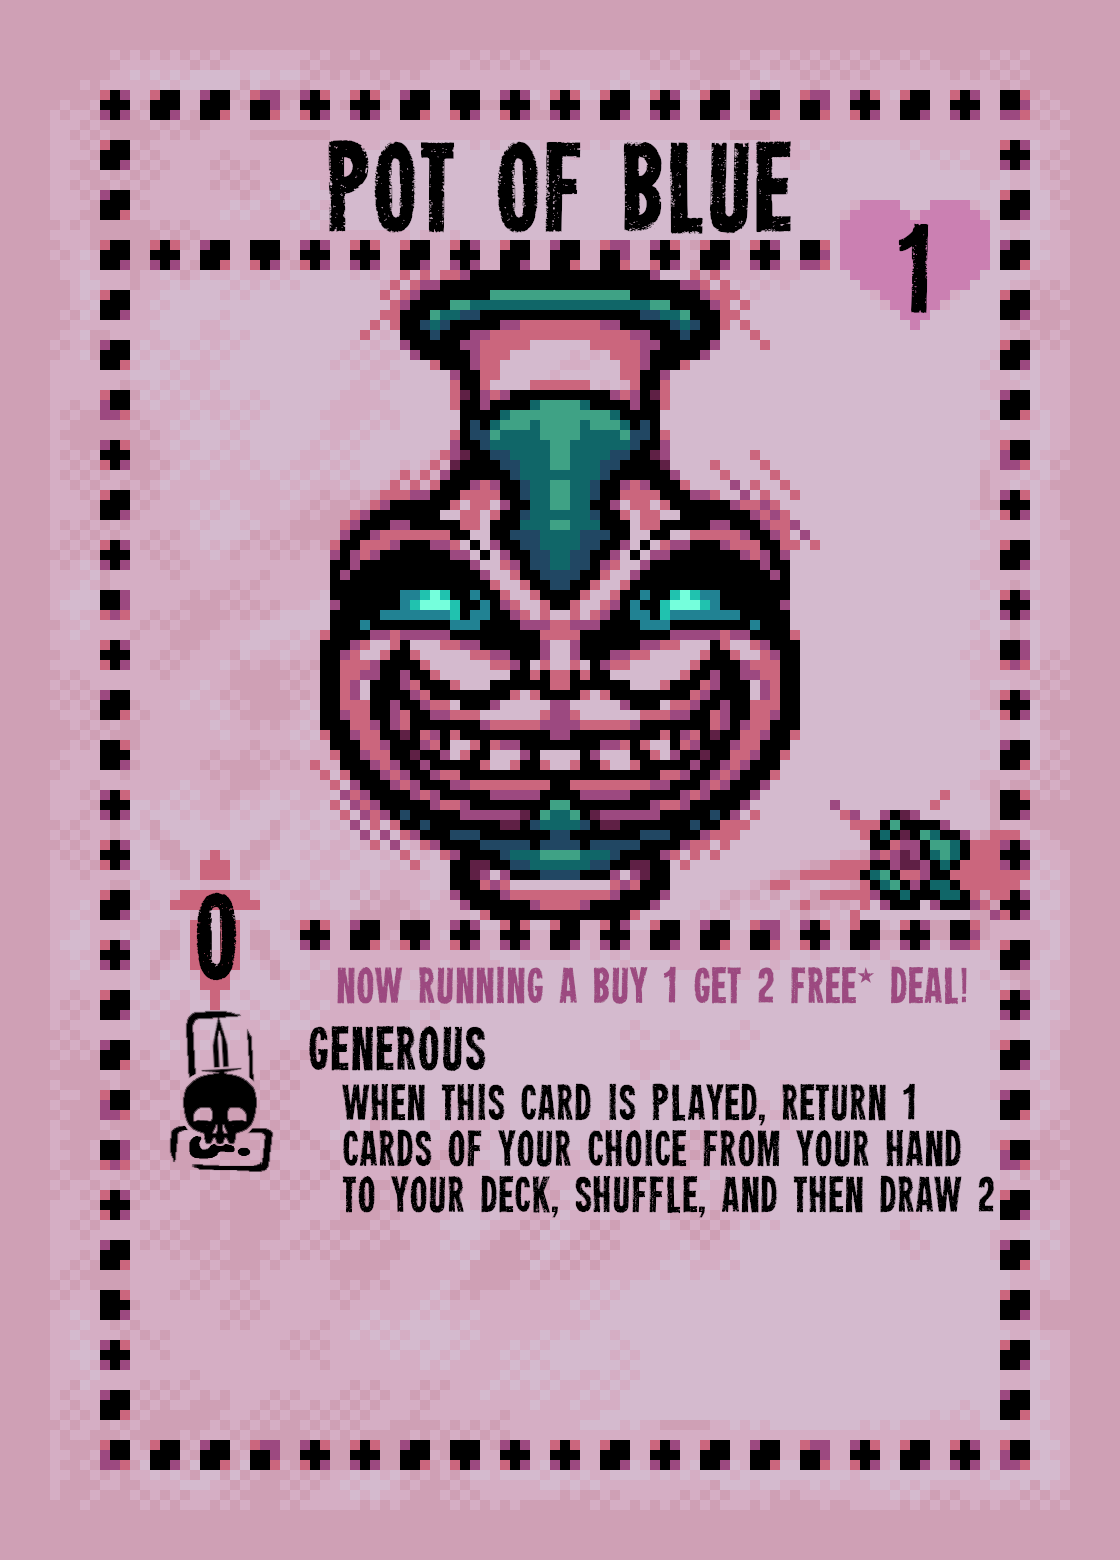 POT OF BLUE
1
0
NOW RUNNING A BUY 1 GET 2 FREE* DEAL!
GENEROUS
WHEN THIS CARD IS PLAYED, RETURN 1
CARDS OF YOUR CHOICE FROM YOUR HAND
TO YOUR DECK, SHUFFLE, AND THEN DRAW 2